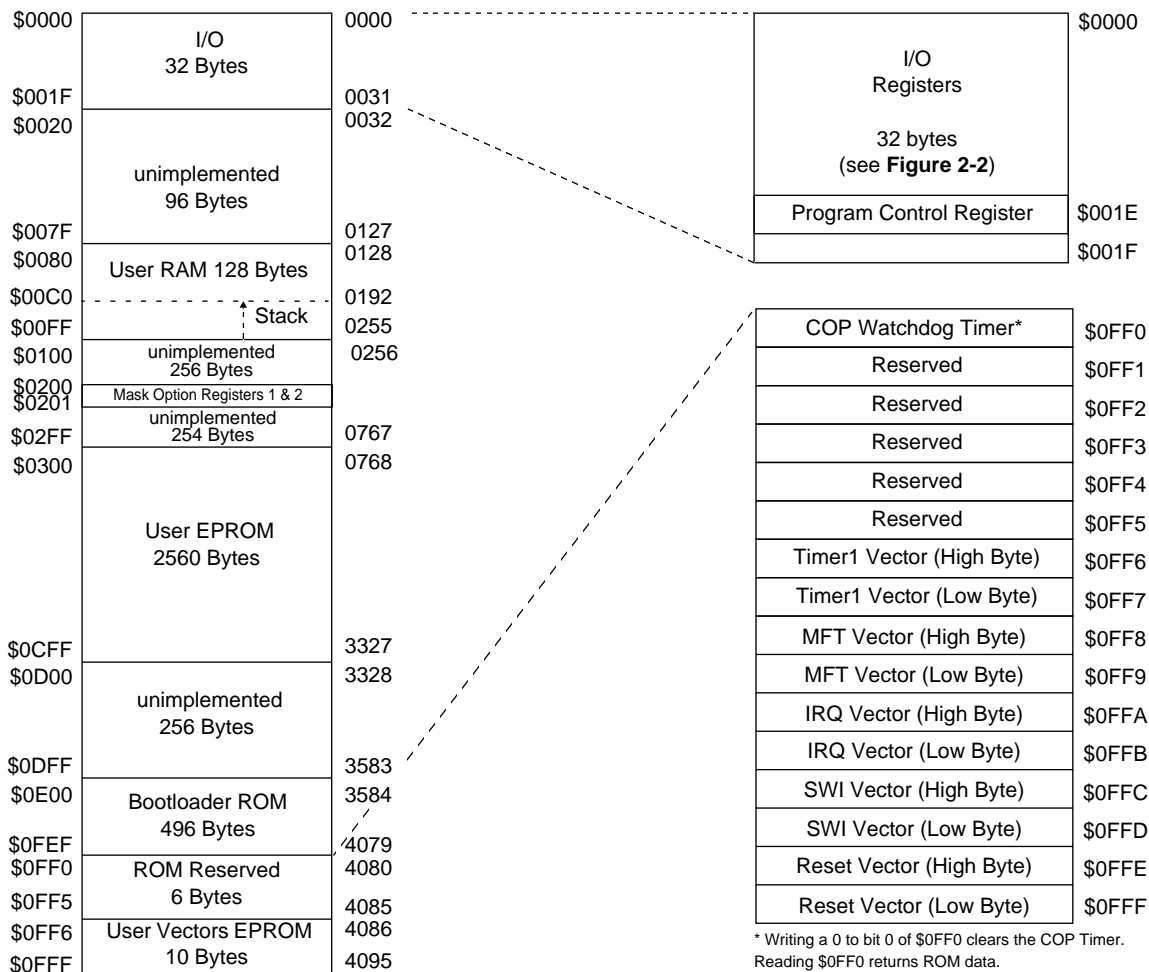 $0000
I/O
32 Bytes
0000
$001F
0031
$0020
0032
unimplemented
96 Bytes
$007F
0127
$0080
0128
User RAM 128 Bytes
$00C0
0192
Stack
$00FF
0255
$0100
unimplemented
256 Bytes
0256
$0200
$0201
Mask Option Registers 1 & 2
unimplemented
254 Bytes
$02FF
0767
$0300
0768
User EPROM
2560 Bytes
$0CFF
3327
$0D00
3328
unimplemented
256 Bytes
$0DFF
3583
$0E00
3584
Bootloader ROM
496 Bytes
$0FEF
4079
$0FF0
4080
ROM Reserved
6 Bytes
$0FF5
4085
$0FF6
4086
User Vectors EPROM
10 Bytes
$0FFF
4095
$0000
I/O
Registers
32 bytes
(see Figure 2-2)
Program Control Register
$001E
$001F
COP Watchdog Timer*
$0FF0
Reserved
$0FF1
Reserved
$0FF2
Reserved
$0FF3
Reserved
$0FF4
Reserved
$0FF5
Timer1 Vector (High Byte)
$0FF6
Timer1 Vector (Low Byte)
$0FF7
MFT Vector (High Byte)
$0FF8
MFT Vector (Low Byte)
$0FF9
IRQ Vector (High Byte)
$0FFA
IRQ Vector (Low Byte)
$0FFB
SWI Vector (High Byte)
$0FFC
SWI Vector (Low Byte)
$0FFD
Reset Vector (High Byte)
$0FFE
Reset Vector (Low Byte)
$0FFF
* Writing a 0 to bit 0 of $0FF0 clears the COP Timer.
Reading $0FF0 returns ROM data.